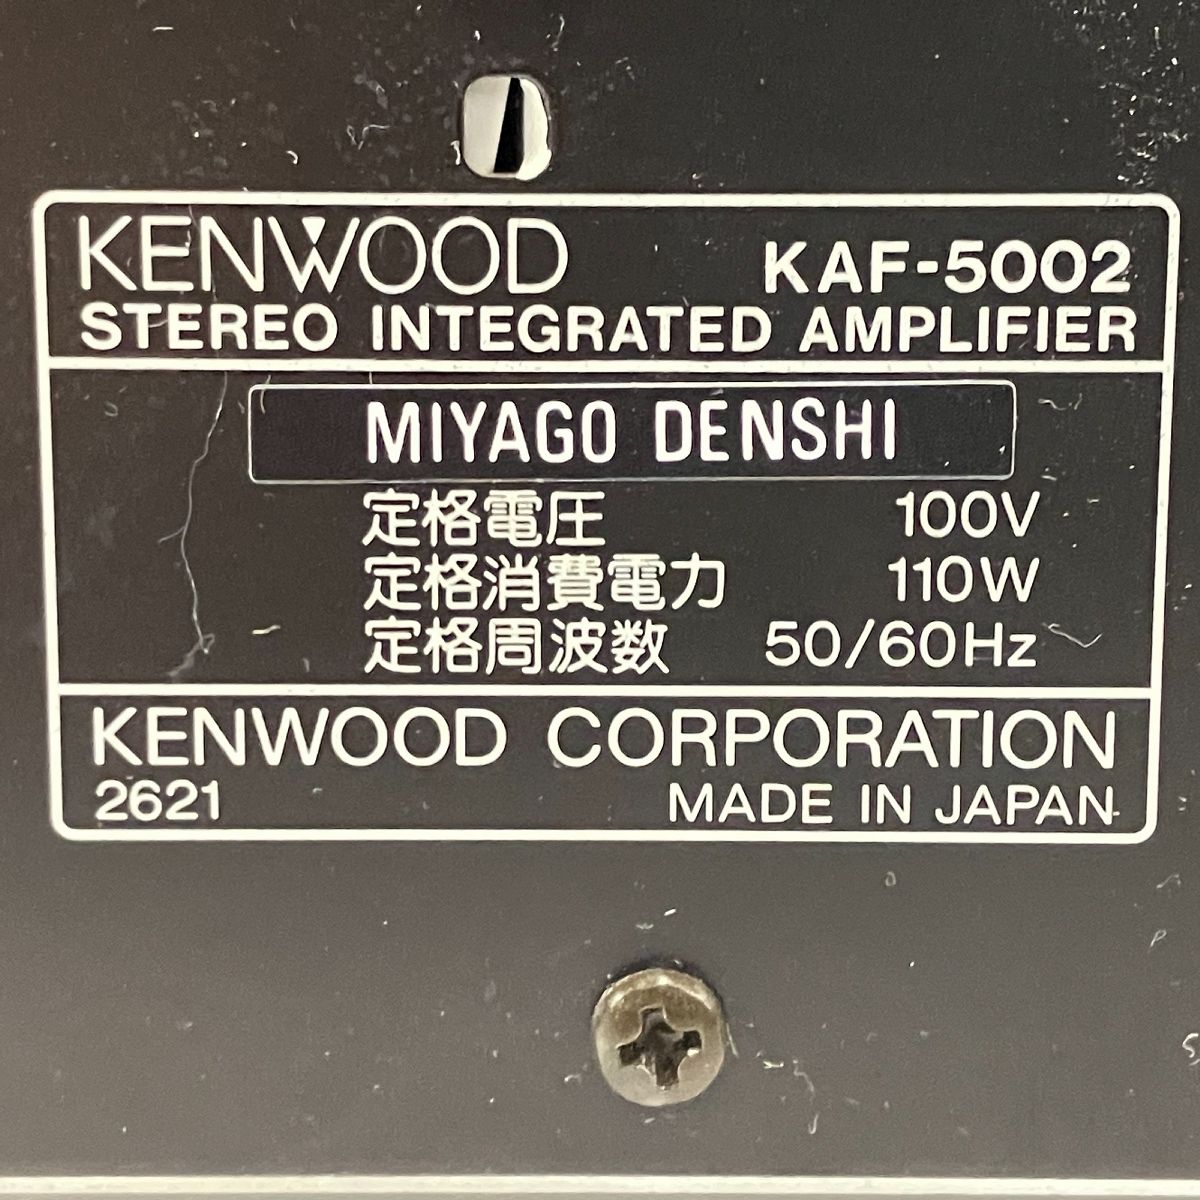 KENWOOD KAF-5002
STEREO INTEGRATED AMPLIFIER
MIYAGO DENSHI
定格電圧 100V
定格消費電力 110W
定格周波数 50/60Hz
KENWOOD CORPORATION
2621 MADE IN JAPAN